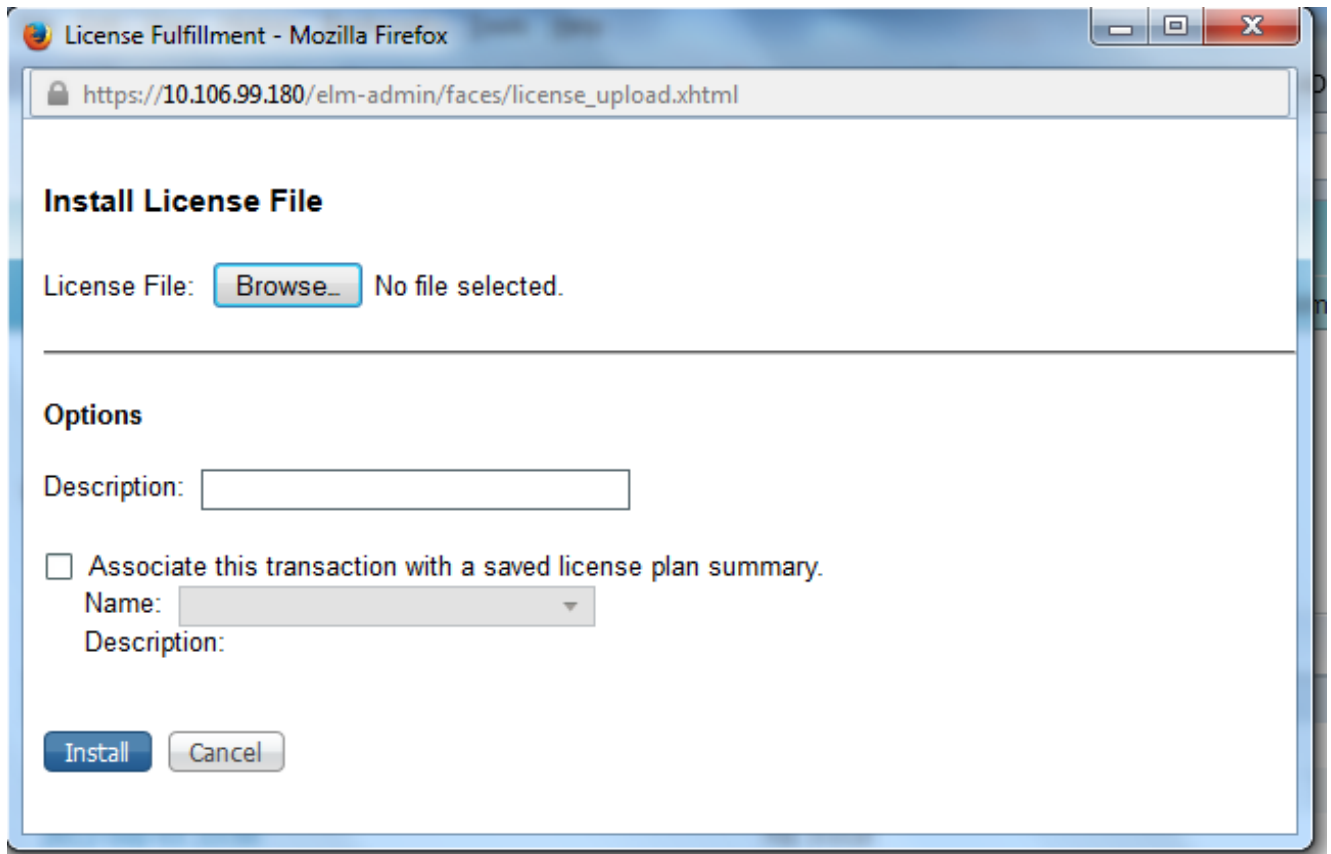 License Fulfillment - Mozilla Firefox
https://10.106.99.180/elm-admin/faces/license_upload.xhtml
Install License File
License File: Browse... No file selected.
Options
Description:
Associate this transaction with a saved license plan summary.
Name:
Description:
Install Cancel